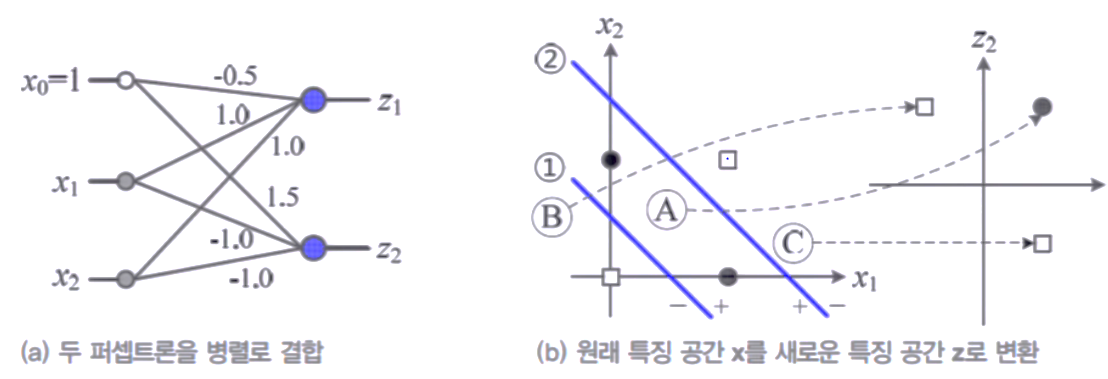 x₀=1
-0.5
z₁
1.0
1.0
x₁
1.5
-1.0
z₂
x₂
-1.0
(a) 두 퍼셉트론을 병렬로 결합
x₂
②
z₂
①
B
A
C
x₁
− + + −
(b) 원래 특징 공간 x를 새로운 특징 공간 z로 변환